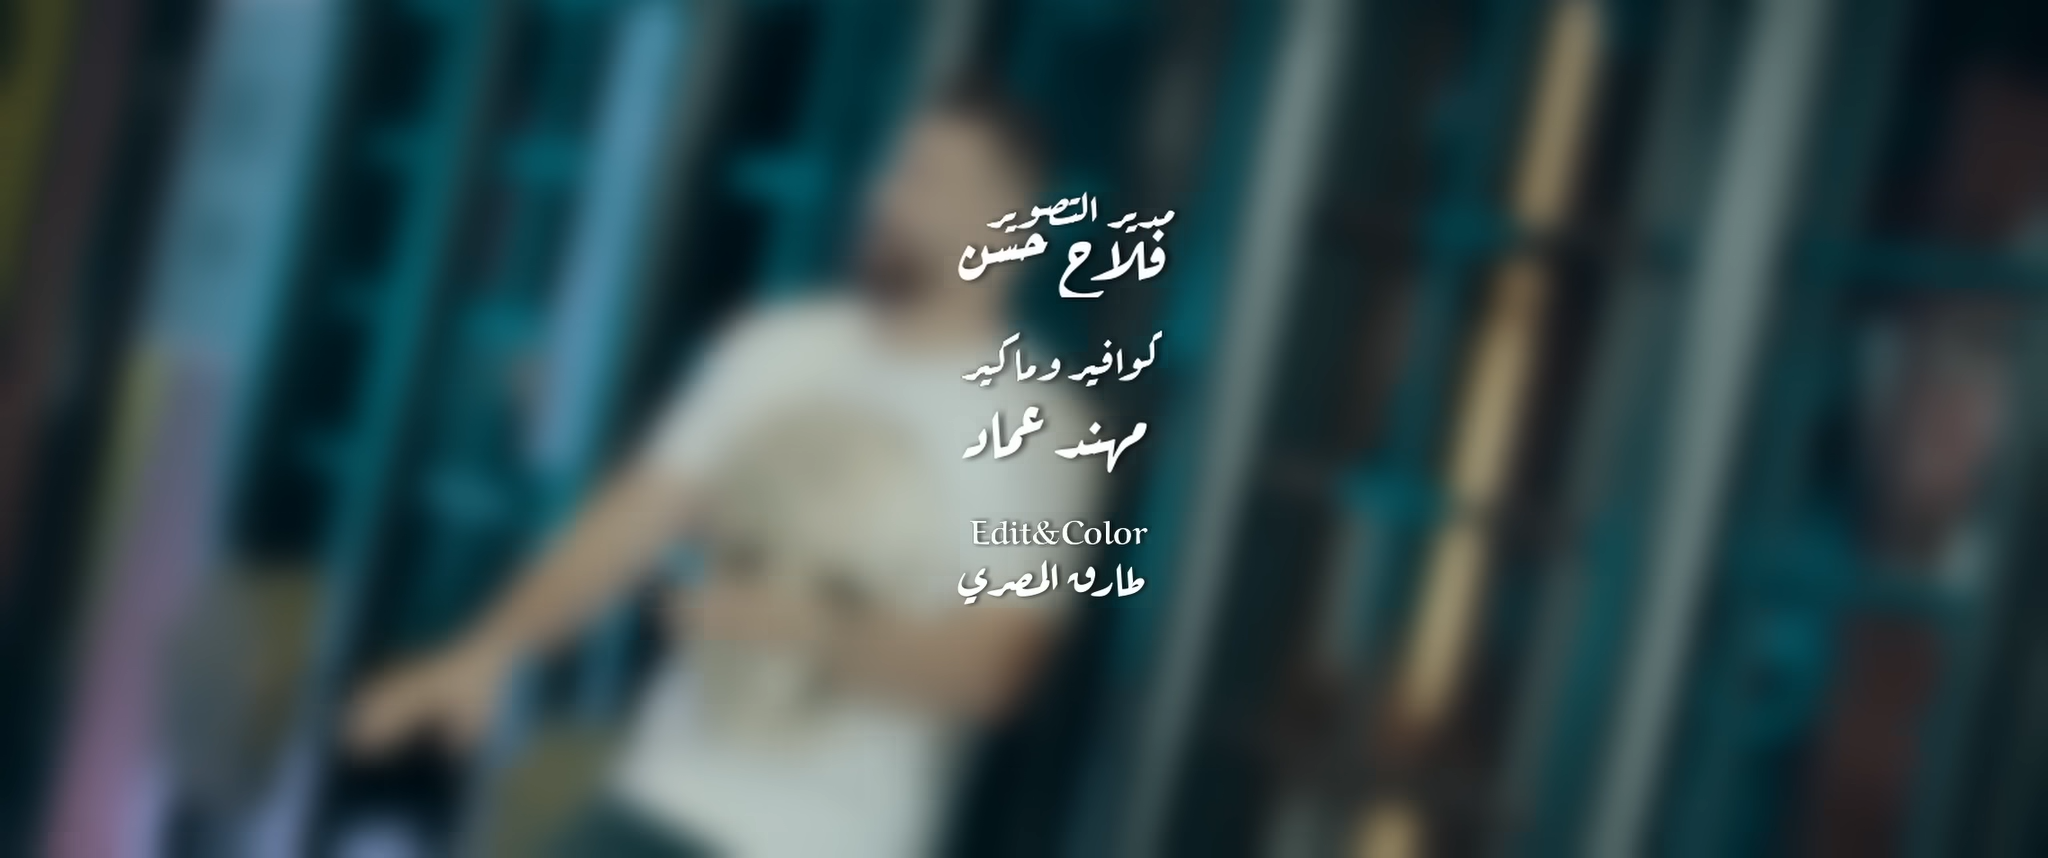 مدير التصوير
فلاح حسن
كوافير وماكير
مهند عماد
Edit&Color
طارق المصري